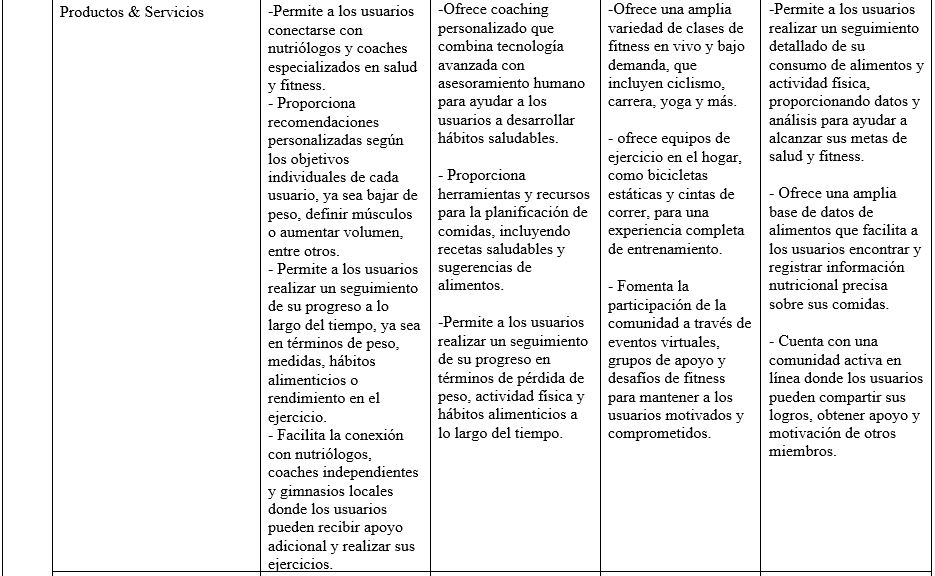 Productos & Servicios
-Permite a los usuarios
conectarse con
nutriólogos y coaches
especializados en salud
y fitness.
- Proporciona
recomendaciones
personalizadas según
los objetivos
individuales de cada
usuario, ya sea bajar de
peso, definir músculos
o aumentar volumen,
entre otros.
- Permite a los usuarios
realizar un seguimiento
de su progreso a lo
largo del tiempo, ya sea
en términos de peso,
medidas, hábitos
alimenticios o
rendimiento en el
ejercicio.
- Facilita la conexión
con nutriólogos,
coaches independientes
y gimnasios locales
donde los usuarios
pueden recibir apoyo
adicional y realizar sus
ejercicios.
-Ofrece coaching
personalizado que
combina tecnología
avanzada con
asesoramiento humano
para ayudar a los
usuarios a desarrollar
hábitos saludables.
- Proporciona
herramientas y recursos
para la planificación de
comidas, incluyendo
recetas saludables y
sugerencias de
alimentos.
-Permite a los usuarios
realizar un seguimiento
de su progreso en
términos de pérdida de
peso, actividad física y
hábitos alimenticios a
lo largo del tiempo.
-Ofrece una amplia
variedad de clases de
fitness en vivo y bajo
demanda, que
incluyen ciclismo,
carrera, yoga y más.
- ofrece equipos de
ejercicio en el hogar,
como bicicletas
estáticas y cintas de
correr, para una
experiencia completa
de entrenamiento.
- Fomenta la
participación de la
comunidad a través de
eventos virtuales,
grupos de apoyo y
desafíos de fitness
para mantener a los
usuarios motivados y
comprometidos.
-Permite a los usuarios
realizar un seguimiento
detallado de su
consumo de alimentos y
actividad física,
proporcionando datos y
análisis para ayudar a
alcanzar sus metas de
salud y fitness.
- Ofrece una amplia
base de datos de
alimentos que facilita a
los usuarios encontrar y
registrar información
nutricional precisa
sobre sus comidas.
- Cuenta con una
comunidad activa en
línea donde los usuarios
pueden compartir sus
logros, obtener apoyo y
motivación de otros
miembros.